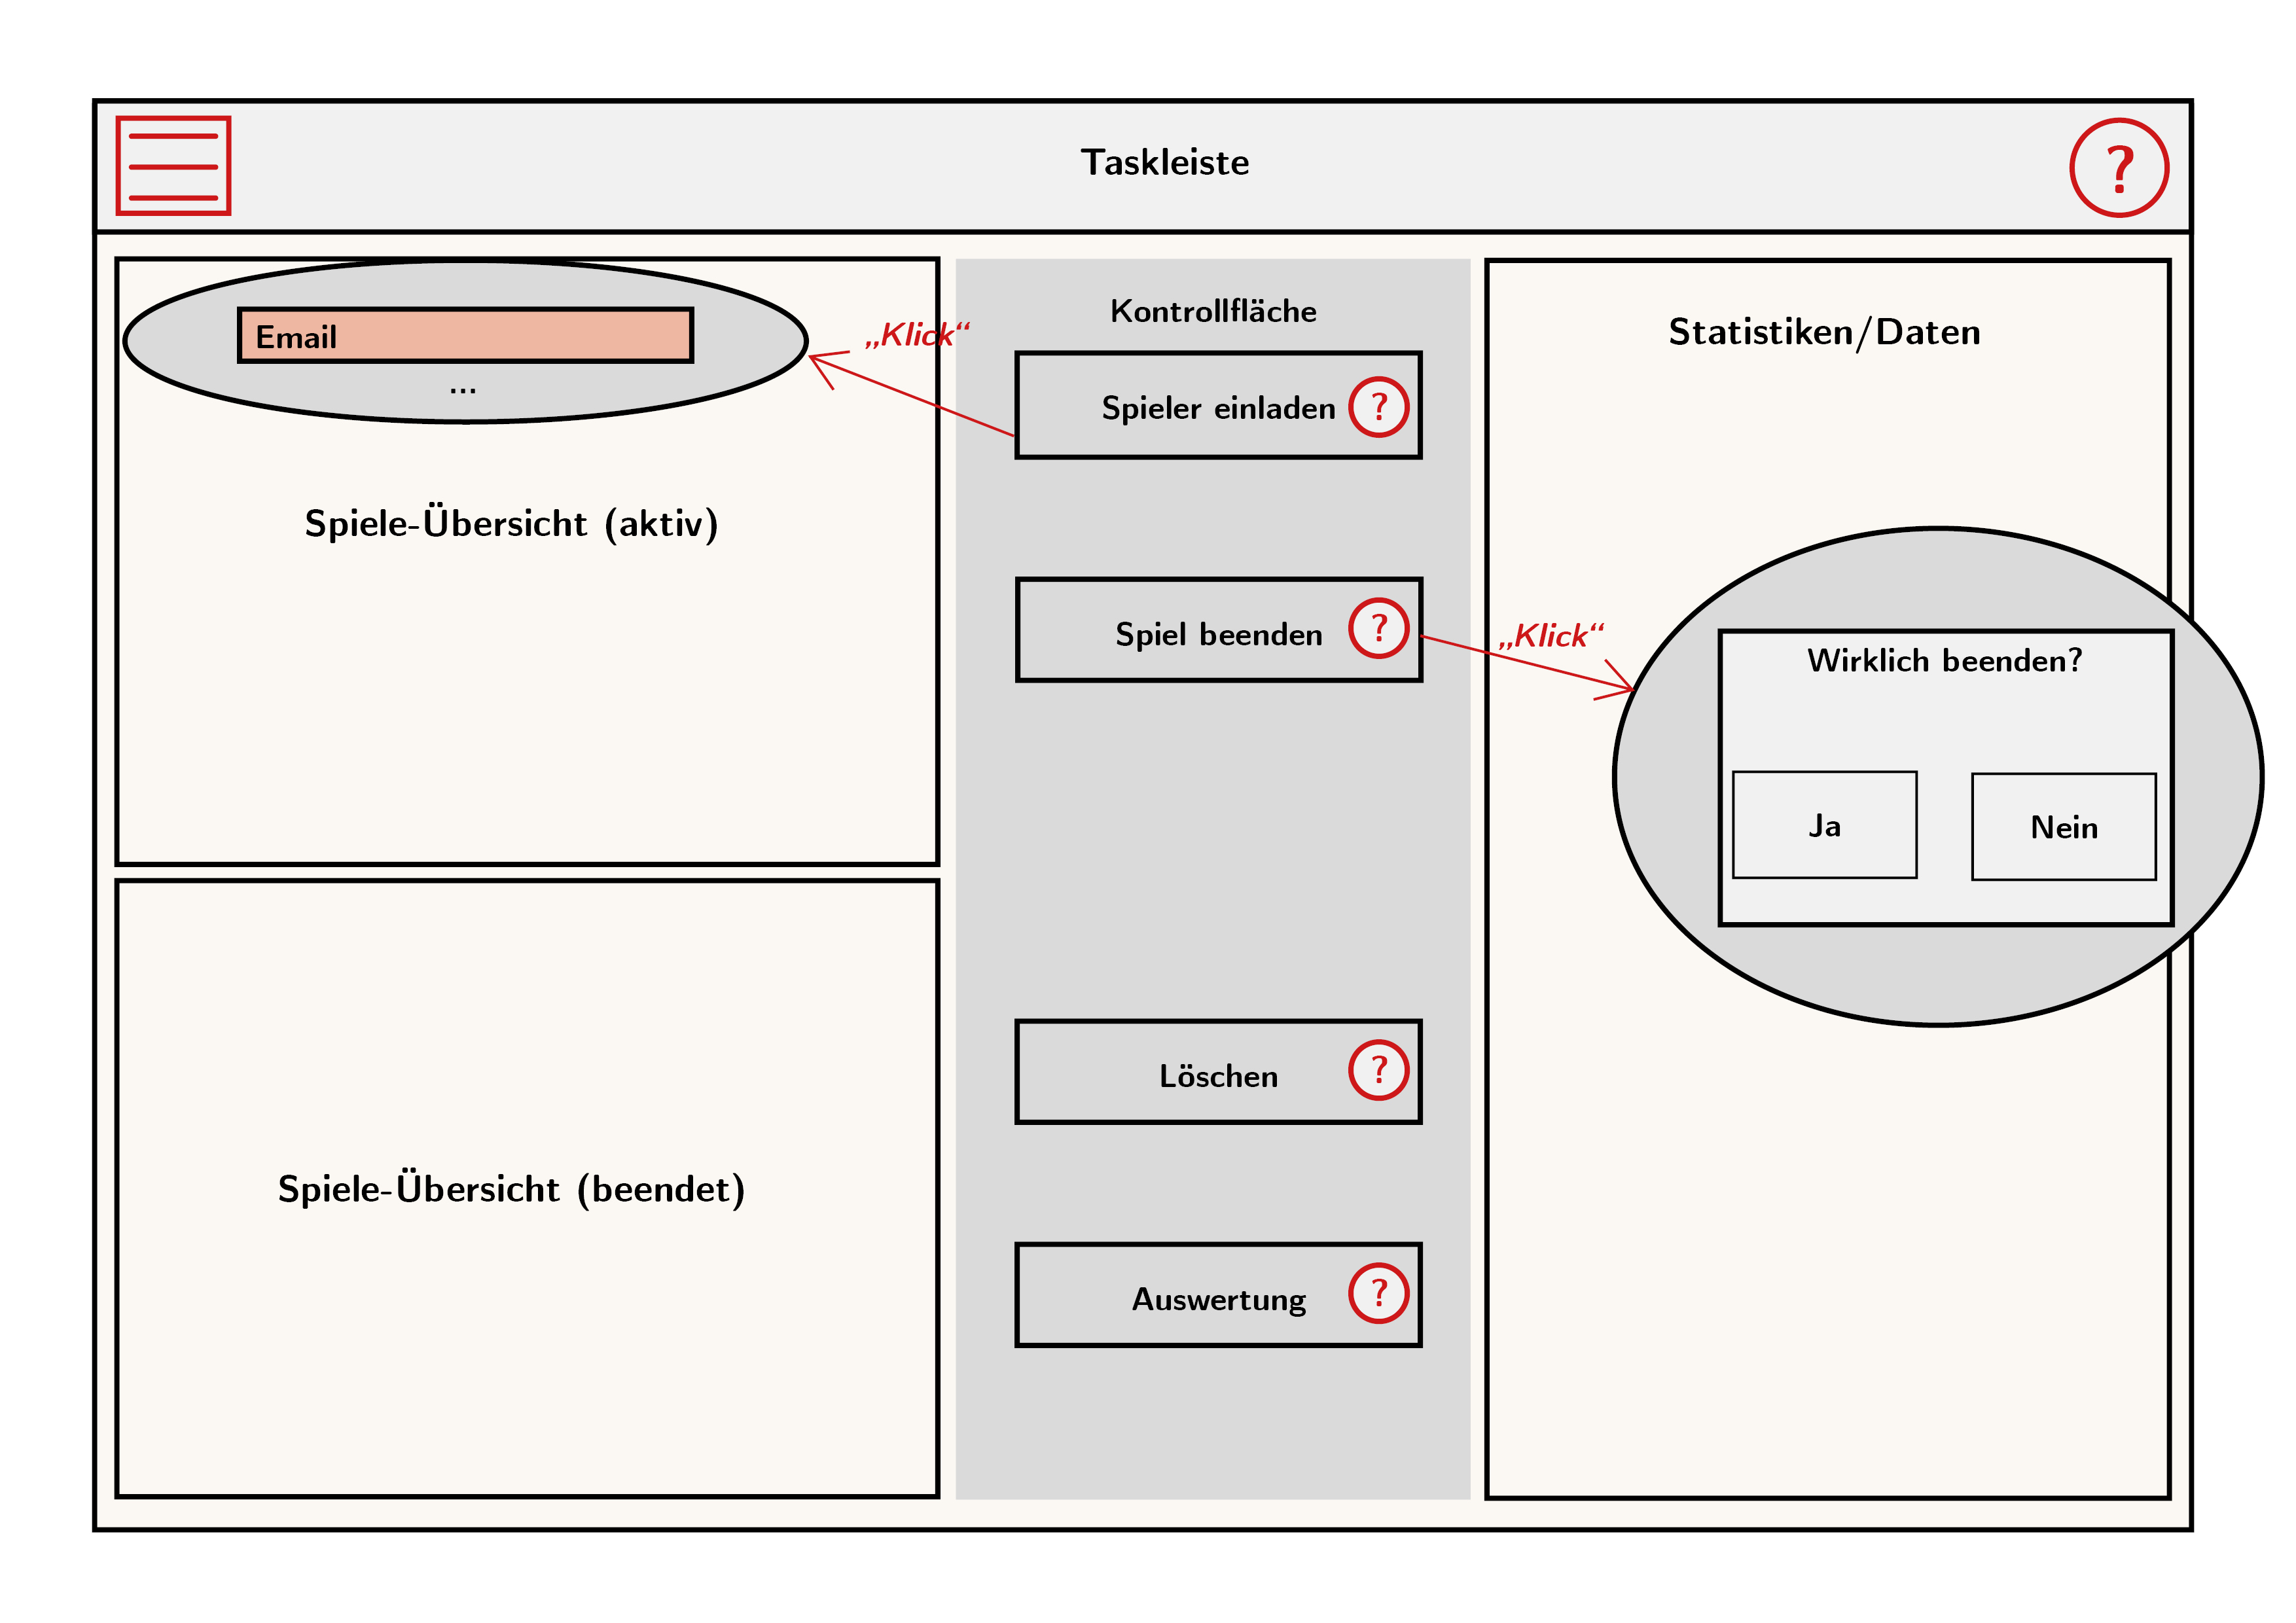 Taskleiste
?
Email
...
Spiele-Übersicht (aktiv)
Spiele-Übersicht (beendet)
Kontrollfläche
„Klick“
Spieler einladen
?
Spiel beenden
?
„Klick“
Löschen
?
Auswertung
?
Statistiken/Daten
Wirklich beenden?
Ja
Nein